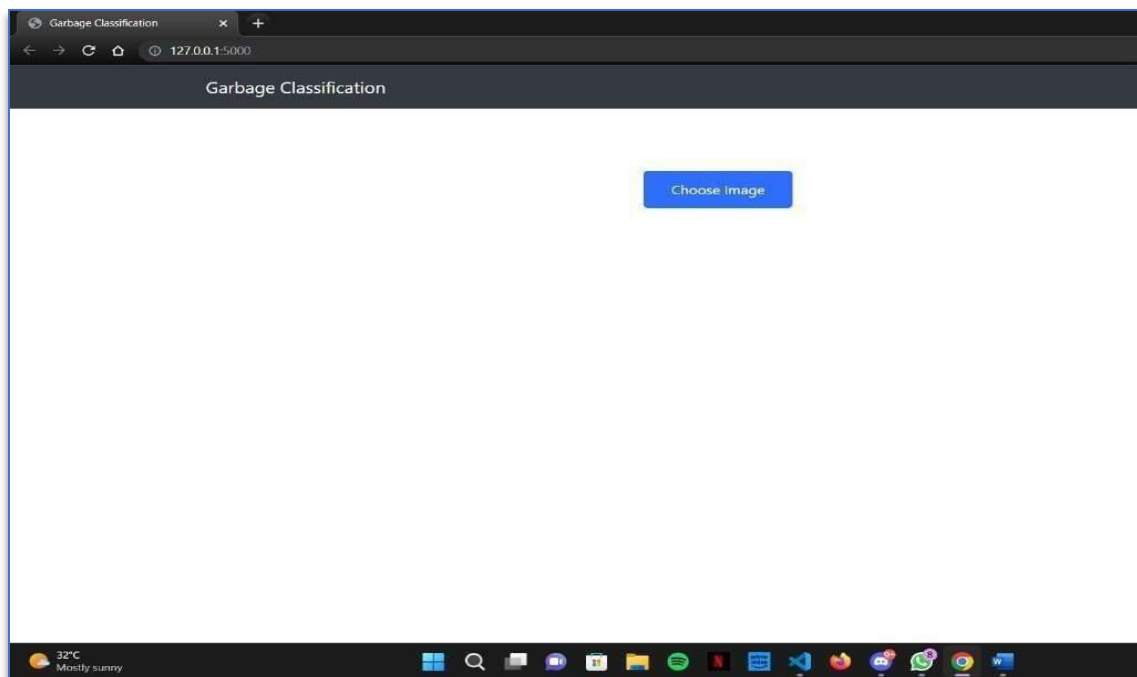 Garbage Classification
127.0.0.1:5000
Garbage Classification
Choose Image
32°C
Mostly sunny